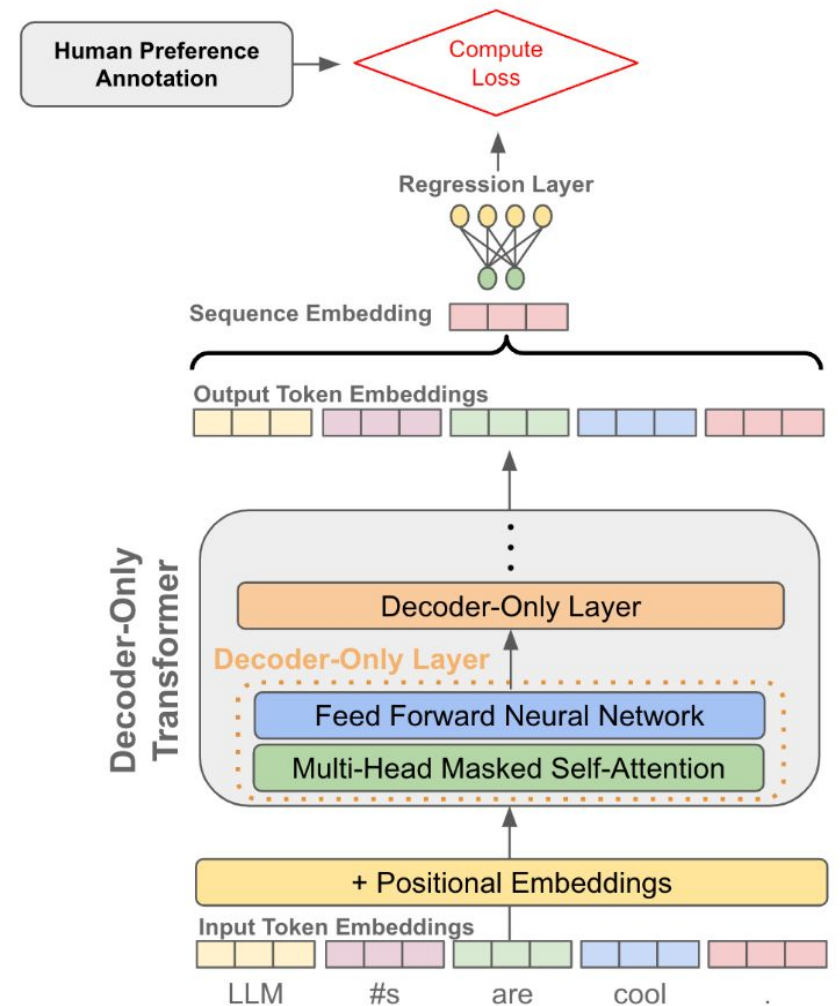 Human Preference
Annotation
Compute
Loss
Regression Layer
Sequence Embedding
Output Token Embeddings
Decoder-Only
Transformer
Decoder-Only Layer
Decoder-Only Layer
Feed Forward Neural Network
Multi-Head Masked Self-Attention
+ Positional Embeddings
Input Token Embeddings
LLM #s are cool .